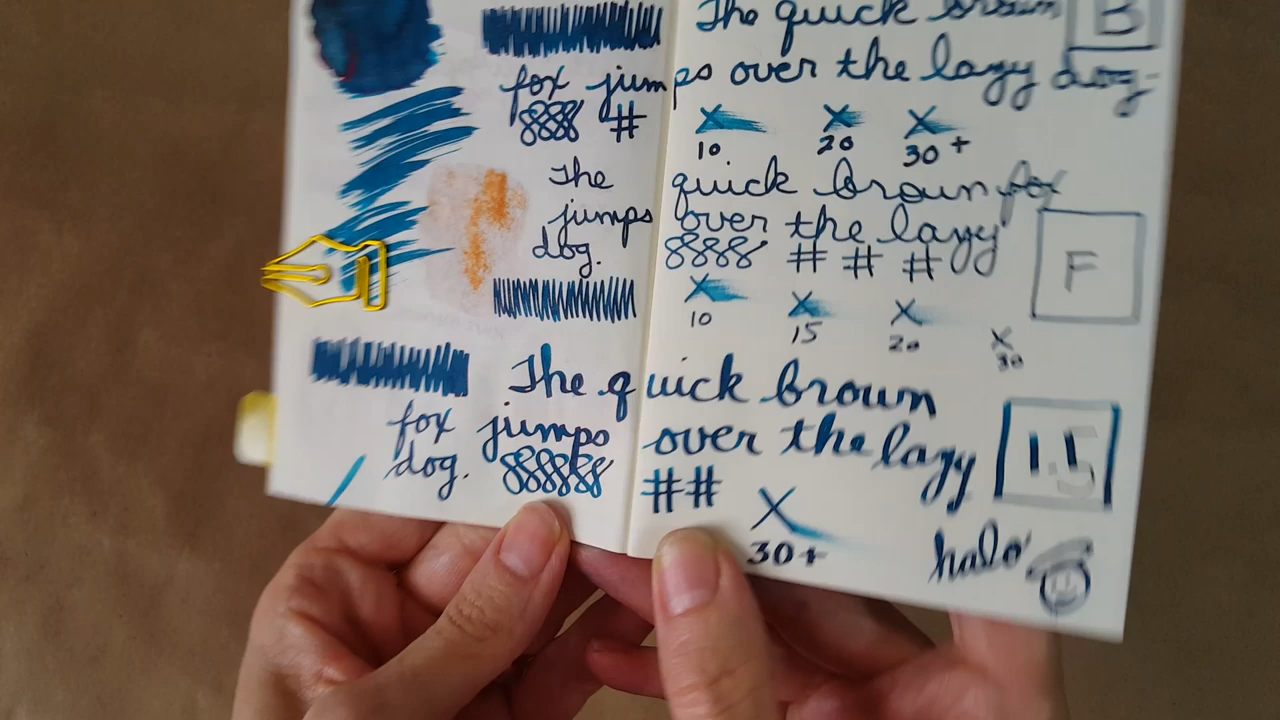 The quick brown B
fox jumps over the lazy dog.
8888 #
X X X
10 20 30+
The quick brown fox
jumps over the lazy
dog. 8888 # # #
F
X X X X
10 15 20 30
The quick brown
fox jumps over the lazy
dog. 888888 ## X
1.5
30+
halo